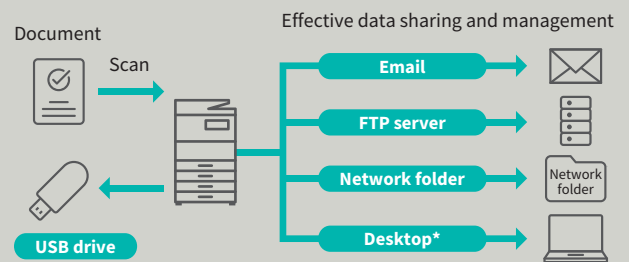 Effective data sharing and management
Document
Scan
Email
FTP server
Network folder
Network
folder
Desktop*
USB drive